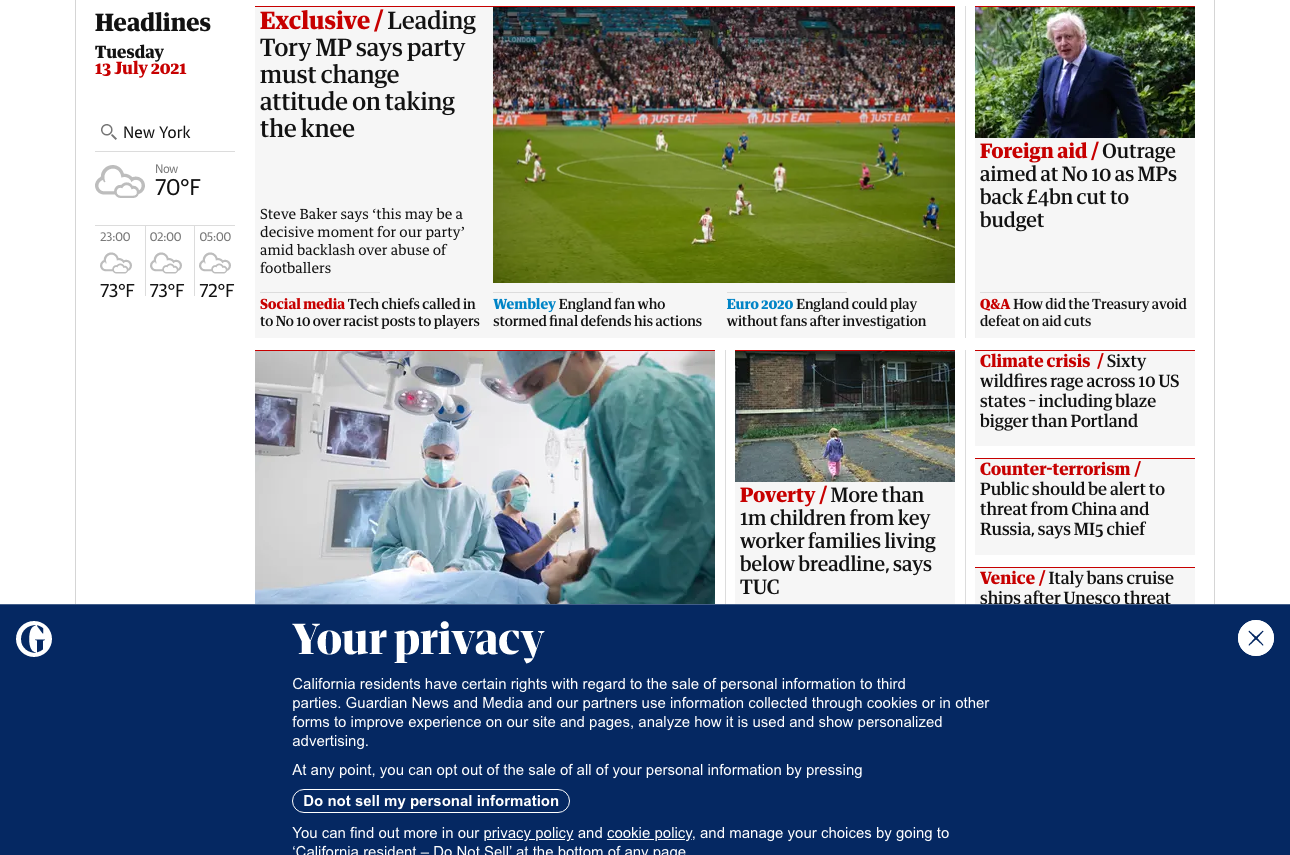 Headlines
Tuesday
13 July 2021
New York
Now
70°F
23:00
02:00
05:00
73°F
73°F
72°F
Exclusive / Leading
Tory MP says party
must change
attitude on taking
the knee
Steve Baker says ‘this may be a
decisive moment for our party’
amid backlash over abuse of
footballers
EAT
JUST EAT
JUST EAT
JUST EAT
Social media Tech chiefs called in
to No 10 over racist posts to players
Wembley England fan who
stormed final defends his actions
Euro 2020 England could play
without fans after investigation
Foreign aid / Outrage
aimed at No 10 as MPs
back £4bn cut to
budget
Q&A How did the Treasury avoid
defeat on aid cuts
Poverty / More than
1m children from key
worker families living
below breadline, says
TUC
Climate crisis / Sixty
wildfires rage across 10 US
states – including blaze
bigger than Portland
Counter-terrorism /
Public should be alert to
threat from China and
Russia, says MI5 chief
Venice / Italy bans cruise
ships after Unesco threat
G
Your privacy
California residents have certain rights with regard to the sale of personal information to third
parties. Guardian News and Media and our partners use information collected through cookies or in other
forms to improve experience on our site and pages, analyze how it is used and show personalized
advertising.
At any point, you can opt out of the sale of all of your personal information by pressing
Do not sell my personal information
You can find out more in our privacy policy and cookie policy, and manage your choices by going to
‘California resident – Do Not Sell’ at the bottom of any page